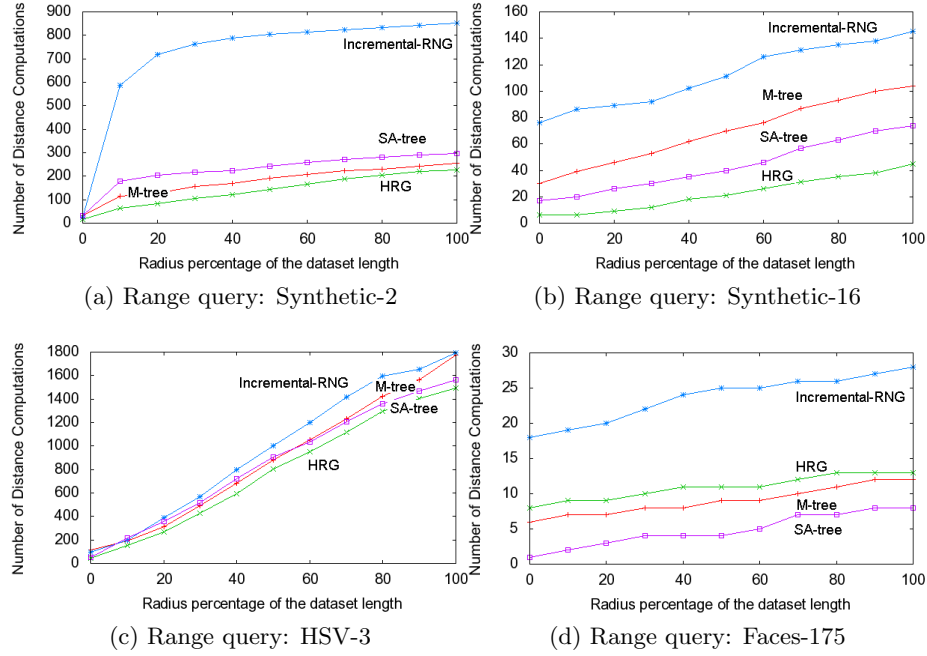 Number of Distance Computations
900
800
700
600
500
400
300
200
100
0
Incremental-RNG
SA-tree
M-tree
HRG
0 20 40 60 80 100
Radius percentage of the dataset length
(a) Range query: Synthetic-2
Number of Distance Computations
160
140
120
100
80
60
40
20
0
Incremental-RNG
M-tree
SA-tree
HRG
0 20 40 60 80 100
Radius percentage of the dataset length
(b) Range query: Synthetic-16
Number of Distance Computations
1800
1600
1400
1200
1000
800
600
400
200
0
Incremental-RNG
M-tree
SA-tree
HRG
0 20 40 60 80 100
Radius percentage of the dataset length
(c) Range query: HSV-3
Number of Distance Computations
30
25
20
15
10
5
0
Incremental-RNG
HRG
M-tree
SA-tree
0 20 40 60 80 100
Radius percentage of the dataset length
(d) Range query: Faces-175